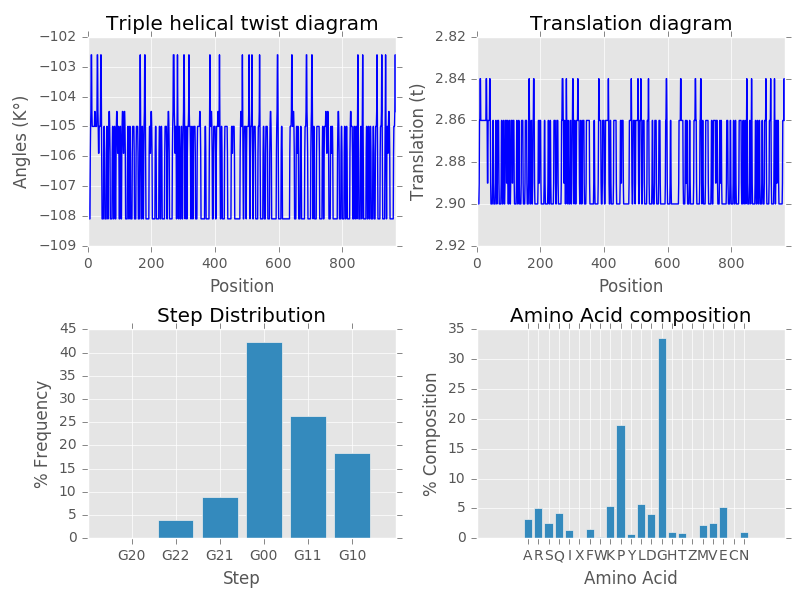 Triple helical twist diagram
−102
−103
−104
−105
−106
−107
−108
−109
Angles (K°)
0 200 400 600 800
Position
Translation diagram
2.82
2.84
2.86
2.88
2.90
2.92
Translation (t)
0 200 400 600 800
Position
Step Distribution
45
40
35
30
25
20
15
10
5
0
% Frequency
G20 G22 G21 G00 G11 G10
Step
Amino Acid composition
35
30
25
20
15
10
5
0
% Composition
A R S Q I X F W K P Y L D G H T Z M V E C N
Amino Acid